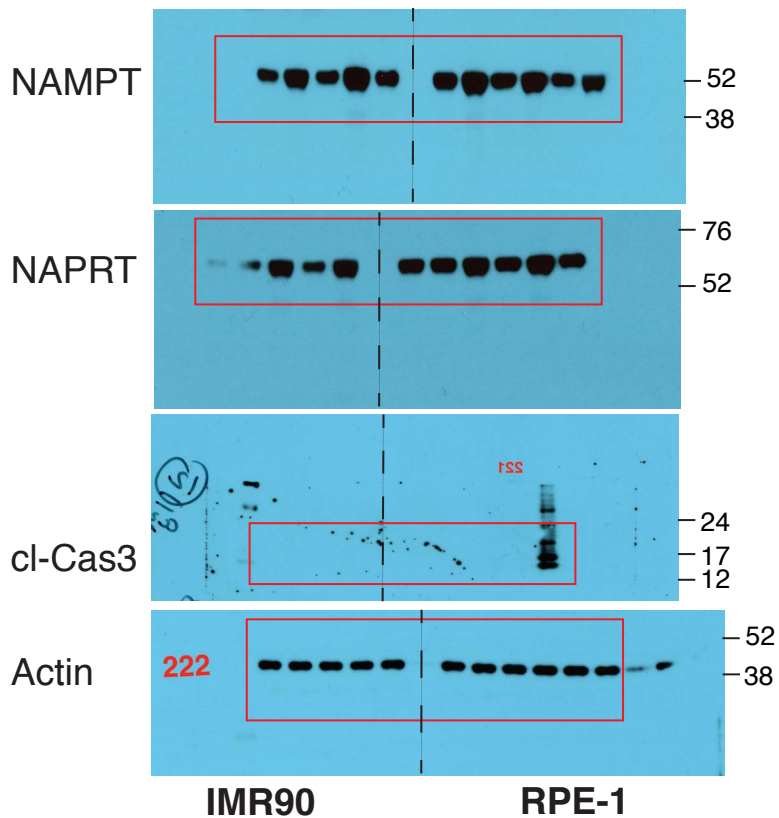 NAMPT
52
38
NAPRT
76
52
221
cl-Cas3
24
17
12
Actin
222
52
38
IMR90 RPE-1